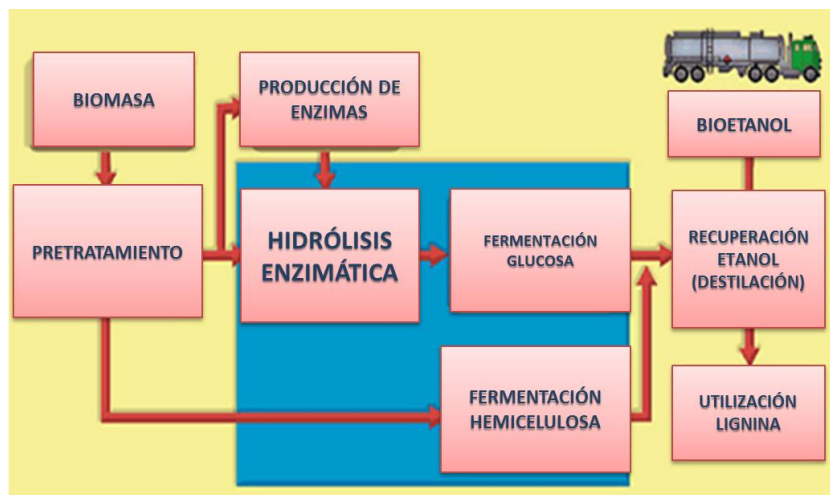 BIOMASA
PRODUCCIÓN DE
ENZIMAS
BIOETANOL
PRETRATAMIENTO
HIDRÓLISIS
ENZIMÁTICA
FERMENTACIÓN
GLUCOSA
RECUPERACIÓN
ETANOL
(DESTILACIÓN)
FERMENTACIÓN
HEMICELULOSA
UTILIZACIÓN
LIGNINA